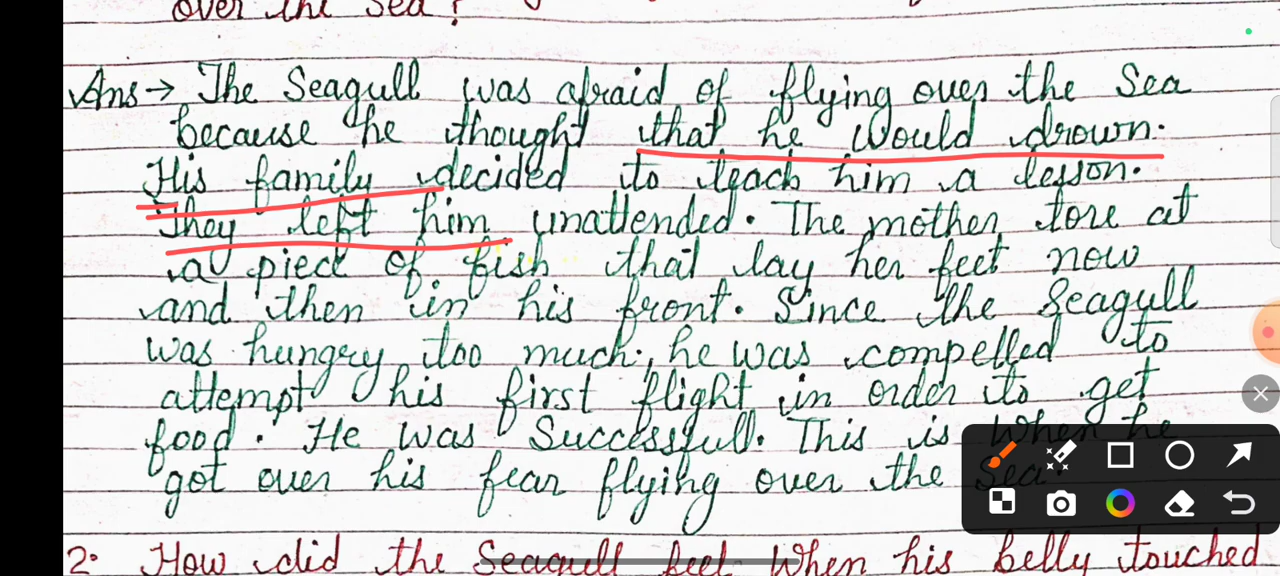 over the Sea?
Ans → The Seagull was afraid of flying over the Sea
because he thought that he would drown.
His family decided to teach him a lesson.
They left him unattended. The mother tore at
a piece of fish that lay her feet now
and then in his front. Since the Seagull
was hungry too much, he was compelled to
attempt his first flight in order to get
food. He was Successfull. This is when he
got over his fear flying over the Sea
2. How did the Seagull feel when his belly touched